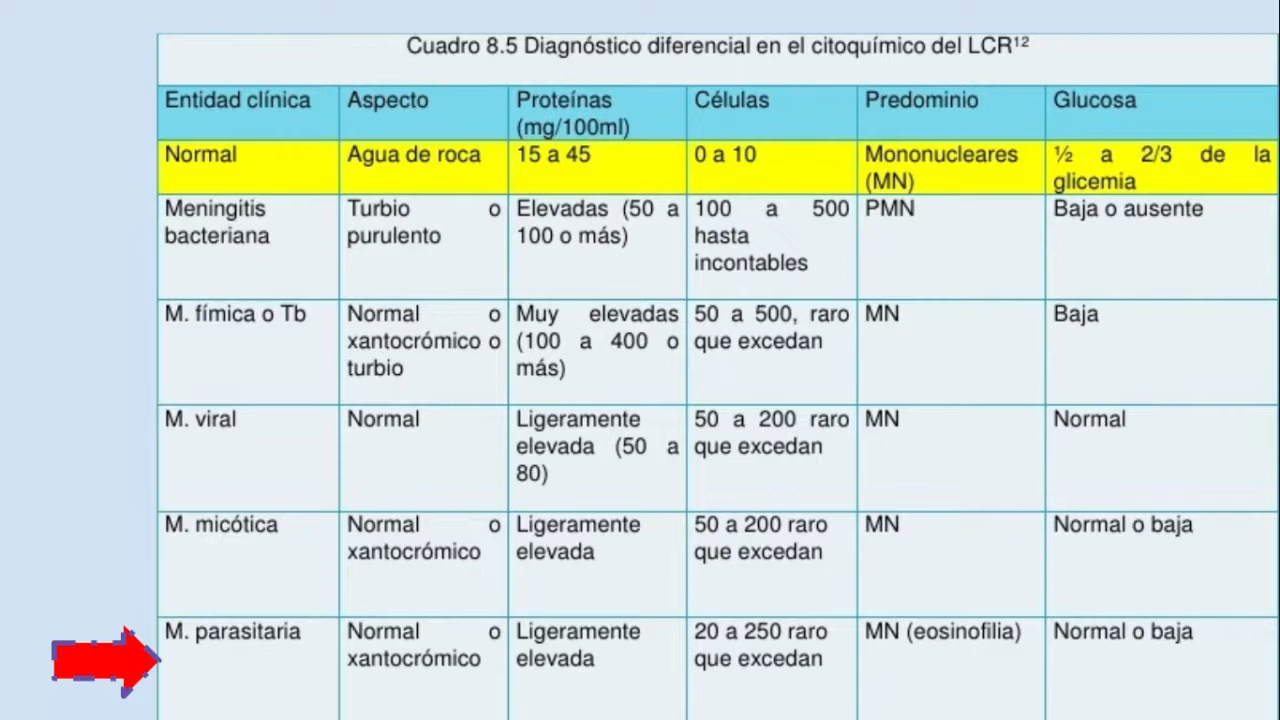 Cuadro 8.5 Diagnóstico diferencial en el citoquímico del LCR¹²
Entidad clínica Aspecto Proteínas (mg/100ml) Células Predominio Glucosa
Normal Agua de roca 15 a 45 0 a 10 Mononucleares (MN) ½ a 2/3 de la glicemia
Meningitis bacteriana Turbio o purulento Elevadas (50 a 100 o más) 100 a 500 hasta incontables PMN Baja o ausente
M. fímica o Tb Normal o xantocrómico o turbio Muy elevadas (100 a 400 o más) 50 a 500, raro que excedan MN Baja
M. viral Normal Ligeramente elevada (50 a 80) 50 a 200 raro que excedan MN Normal
M. micótica Normal o xantocrómico Ligeramente elevada 50 a 200 raro que excedan MN Normal o baja
M. parasitaria Normal o xantocrómico Ligeramente elevada 20 a 250 raro que excedan MN (eosinofilia) Normal o baja